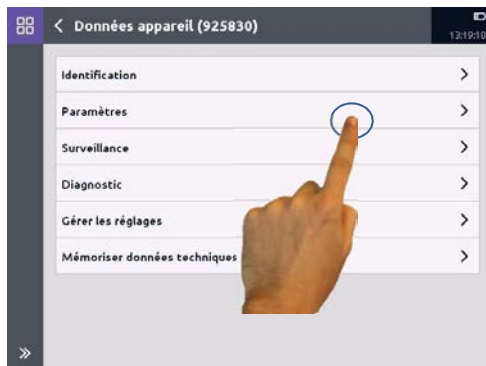 Données appareil (925830)
13:19:10
Identification
Paramètres
Surveillance
Diagnostic
Gérer les réglages
Mémoriser données techniques